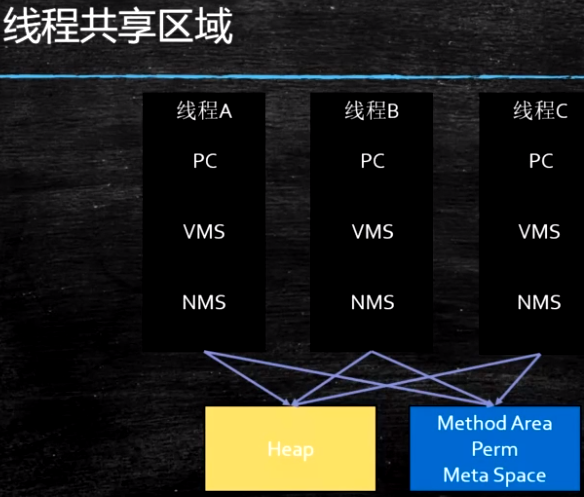 线程共享区域
线程A
线程B
线程C
PC
PC
PC
VMS
VMS
VMS
NMS
NMS
NMS
Heap
Method Area
Perm
Meta Space